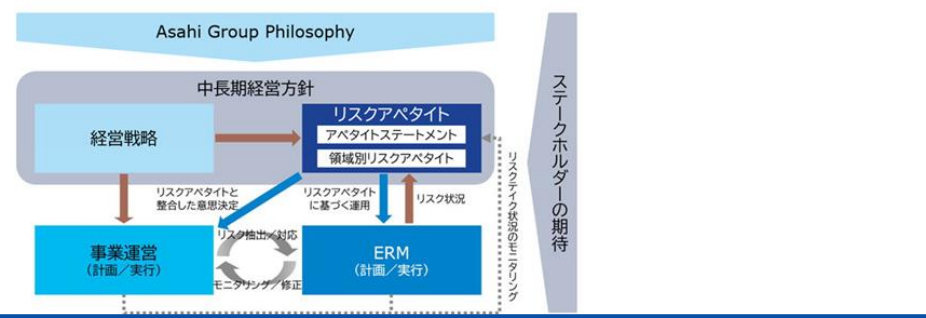 Asahi Group Philosophy
中長期経営方針
経営戦略
リスクアペタイト
アペタイトステートメント
領域別リスクアペタイト
リスクアペタイトと
整合した意思決定
リスクアペタイト
に基づく運用
リスク状況
事業運営
(計画／実行)
リスク抽出／対応
モニタリング／修正
ERM
(計画／実行)
リスクテイク状況のモニタリング
ステークホルダーの期待